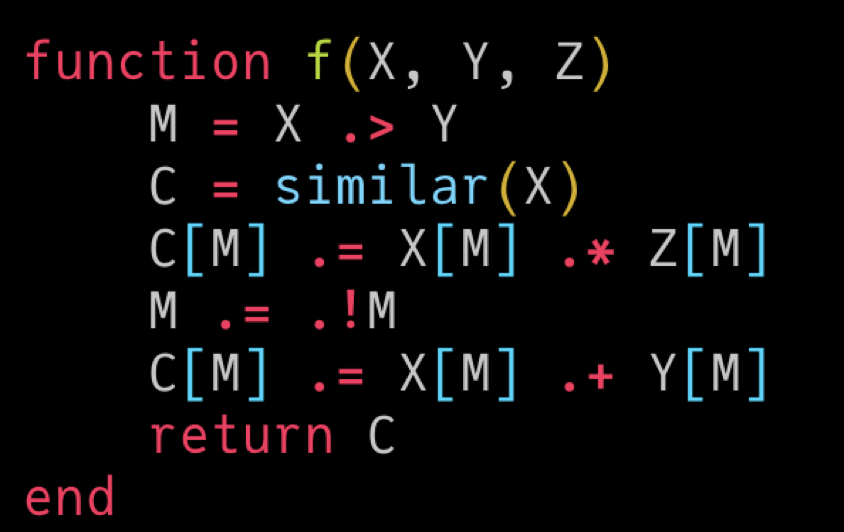 function f(X, Y, Z)
    M = X .> Y
    C = similar(X)
    C[M] .= X[M] .* Z[M]
    M .= .!M
    C[M] .= X[M] .+ Y[M]
    return C
end